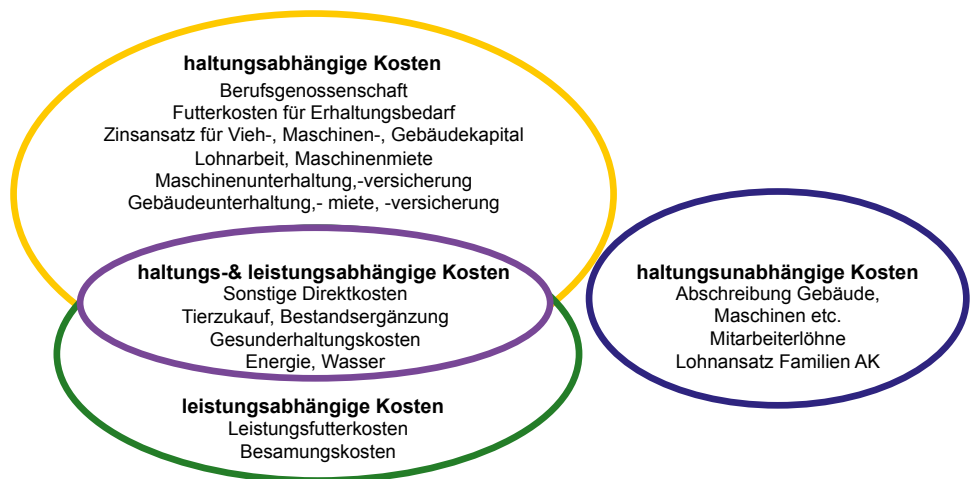 haltungsabhängige Kosten
Berufsgenossenschaft
Futterkosten für Erhaltungsbedarf
Zinsansatz für Vieh-, Maschinen-, Gebäudekapital
Lohnarbeit, Maschinenmiete
Maschinenunterhaltung,-versicherung
Gebäudeunterhaltung,- miete, -versicherung
haltungs-& leistungsabhängige Kosten
Sonstige Direktkosten
Tierzukauf, Bestandsergänzung
Gesunderhaltungskosten
Energie, Wasser
leistungsabhängige Kosten
Leistungsfutterkosten
Besamungskosten
haltungsunabhängige Kosten
Abschreibung Gebäude,
Maschinen etc.
Mitarbeiterlöhne
Lohnansatz Familien AK